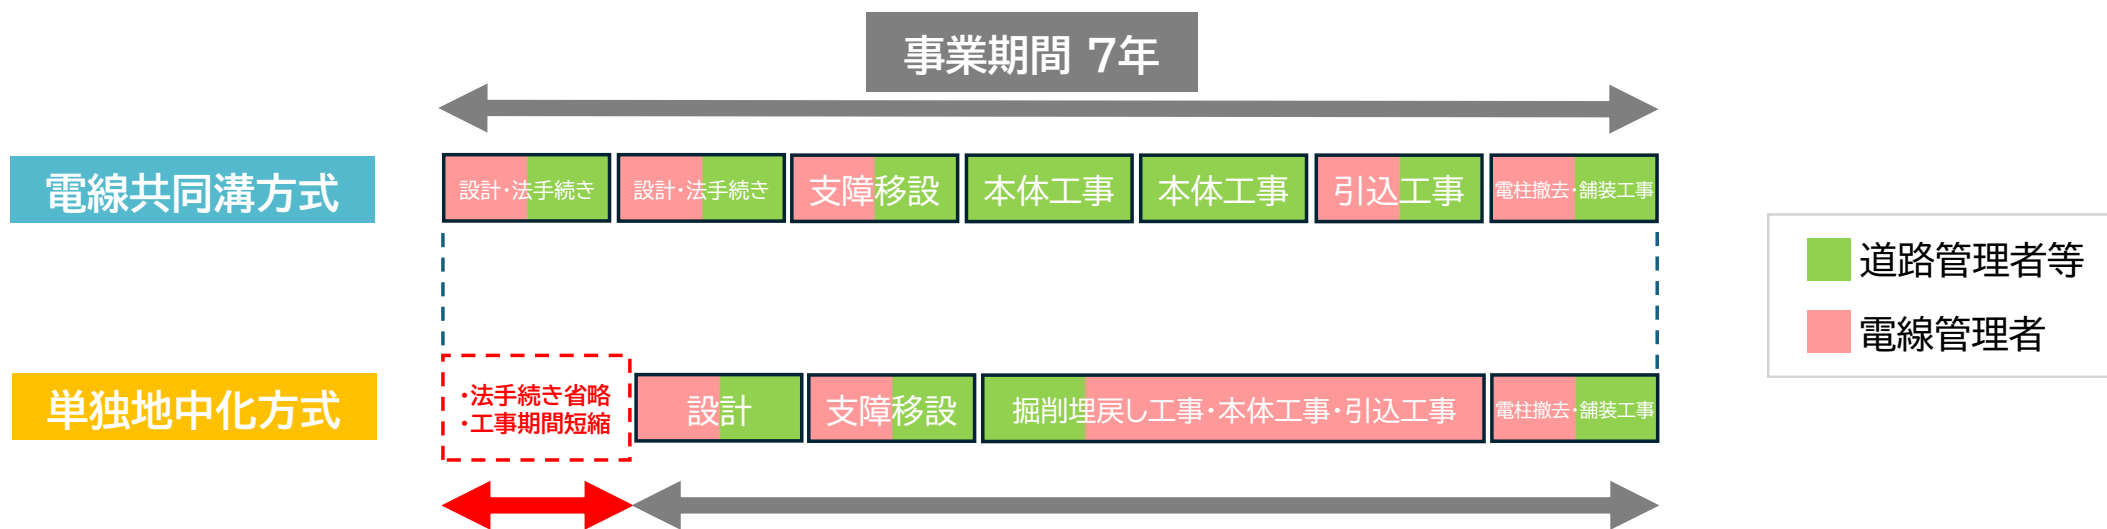 事業期間 7年
電線共同溝方式
設計・法手続き
設計・法手続き
支障移設
本体工事
本体工事
引込工事
電柱撤去・舗装工事
道路管理者等
電線管理者
単独地中化方式
・法手続き省略
・工事期間短縮
設計
支障移設
掘削埋戻し工事・本体工事・引込工事
電柱撤去・舗装工事